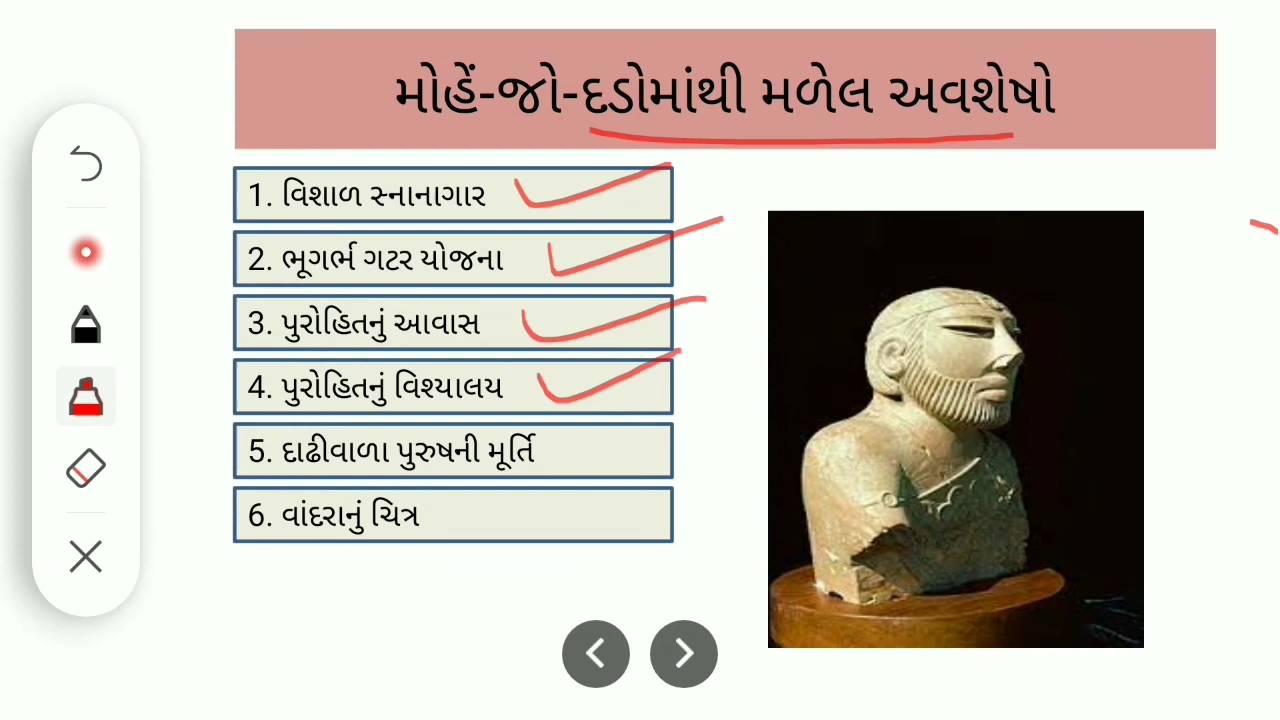 મોહેં-જો-દડોમાંથી મળેલ અવશેષો
1. વિશાળ સ્નાનાગાર
2. ભૂગર્ભ ગટર યોજના
3. પુરોહિતનું આવાસ
4. પુરોહિતનું વિશ્યાલય
5. દાઢીવાળા પુરુષની મૂર્તિ
6. વાંદરાનું ચિત્ર